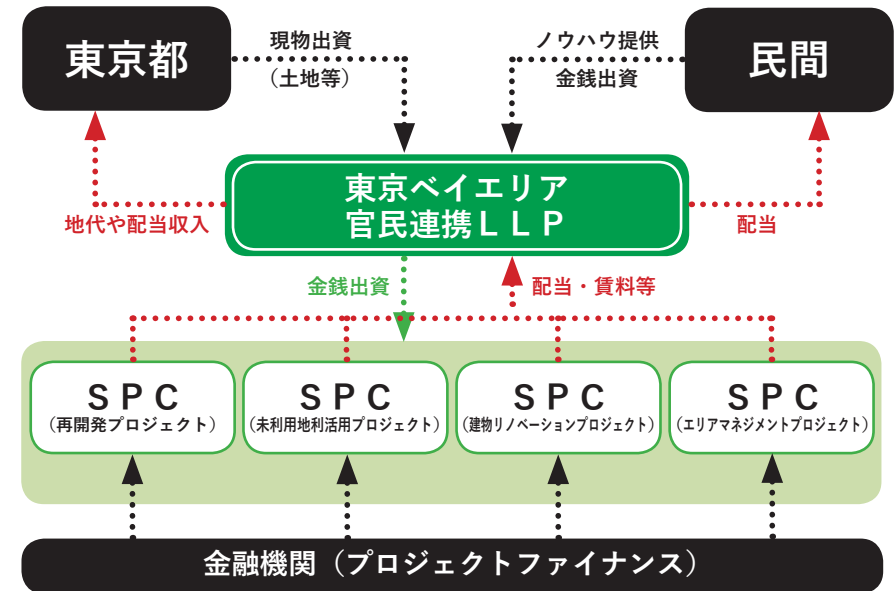 東京都
現物出資
（土地等）
ノウハウ提供
金銭出資
民間
東京ベイエリア
官民連携ＬＬＰ
地代や配当収入
配当
金銭出資
配当・賃料等
ＳＰＣ
（再開発プロジェクト）
ＳＰＣ
（未利用地利活用プロジェクト）
ＳＰＣ
（建物リノベーションプロジェクト）
ＳＰＣ
（エリアマネジメントプロジェクト）
金融機関（プロジェクトファイナンス）